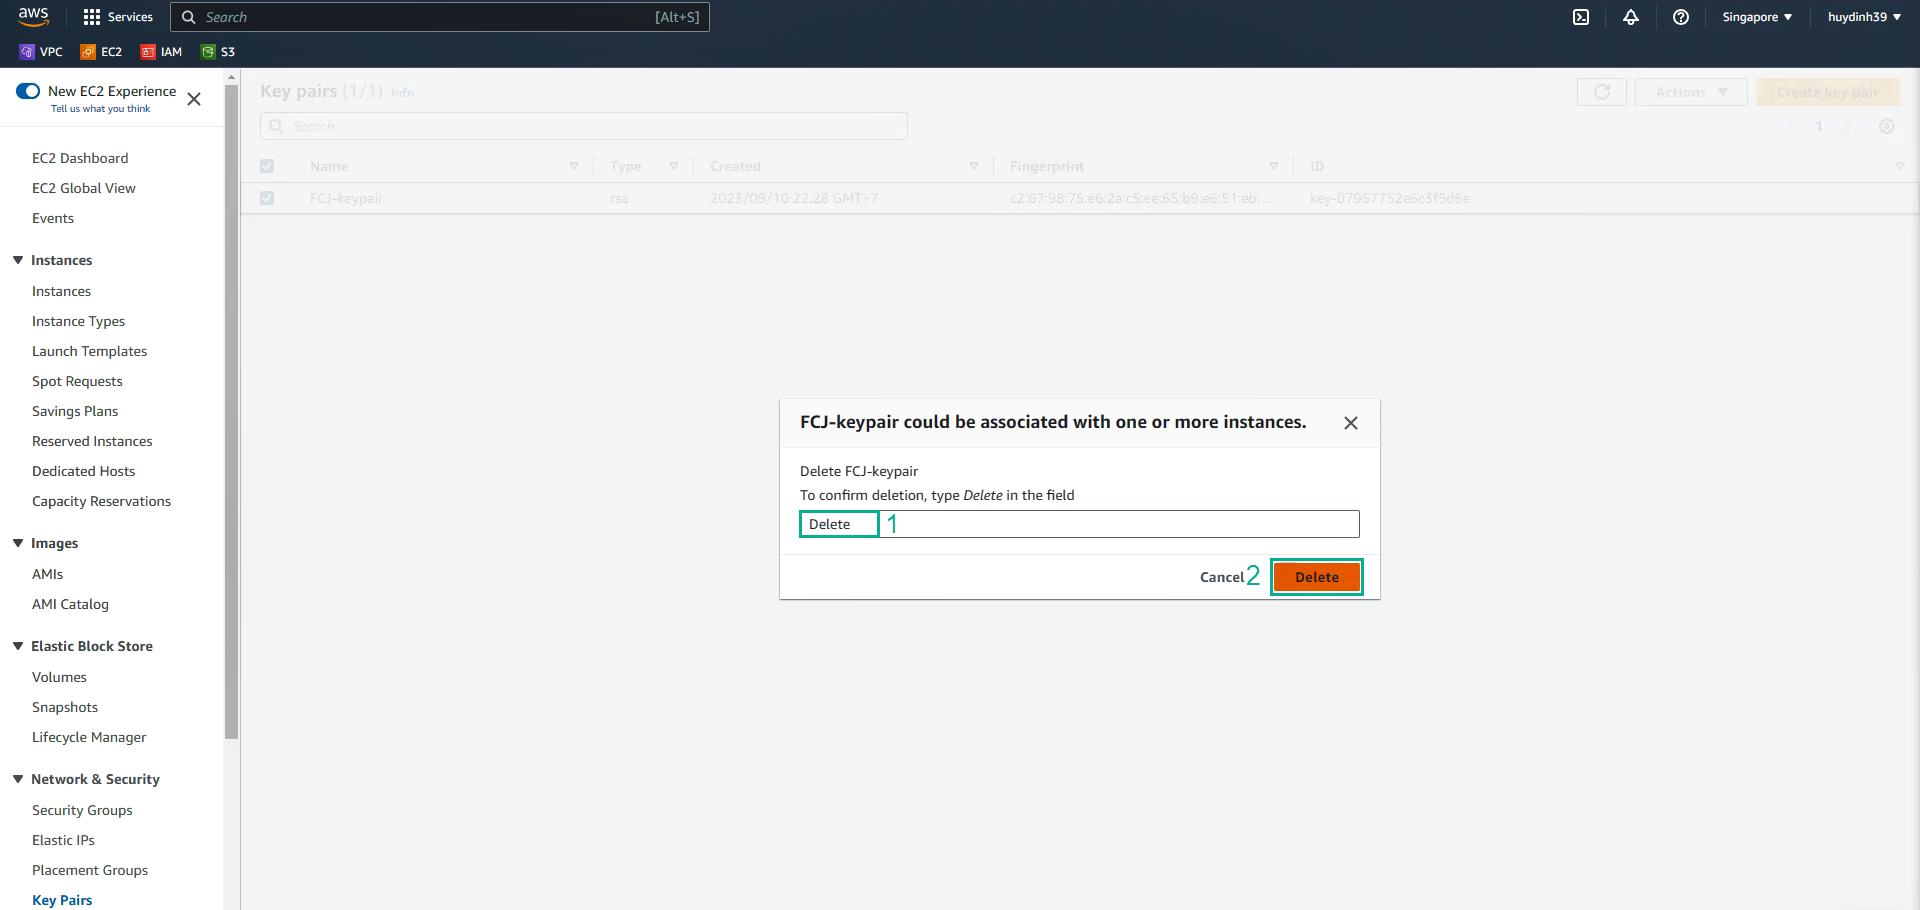 aws
Services
Search
[Alt+S]
Singapore
huydinh39
VPC
EC2
IAM
S3
New EC2 Experience
Tell us what you think
EC2 Dashboard
EC2 Global View
Events
Instances
Instances
Instance Types
Launch Templates
Spot Requests
Savings Plans
Reserved Instances
Dedicated Hosts
Capacity Reservations
Images
AMIs
AMI Catalog
Elastic Block Store
Volumes
Snapshots
Lifecycle Manager
Network & Security
Security Groups
Elastic IPs
Placement Groups
Key Pairs
Key pairs (1/1) Info
Actions
Create key pair
Search
1
Name Type Created Fingerprint ID
FCJ-keypair rsa 2023/09/10 22:28 GMT+7 c2:67:98:75:e6:2a:c5:ee:65:b9:e6:51:eb: ... key-07957752e6c3f5d6e
FCJ-keypair could be associated with one or more instances.
Delete FCJ-keypair
To confirm deletion, type Delete in the field
Delete 1
Cancel 2 Delete